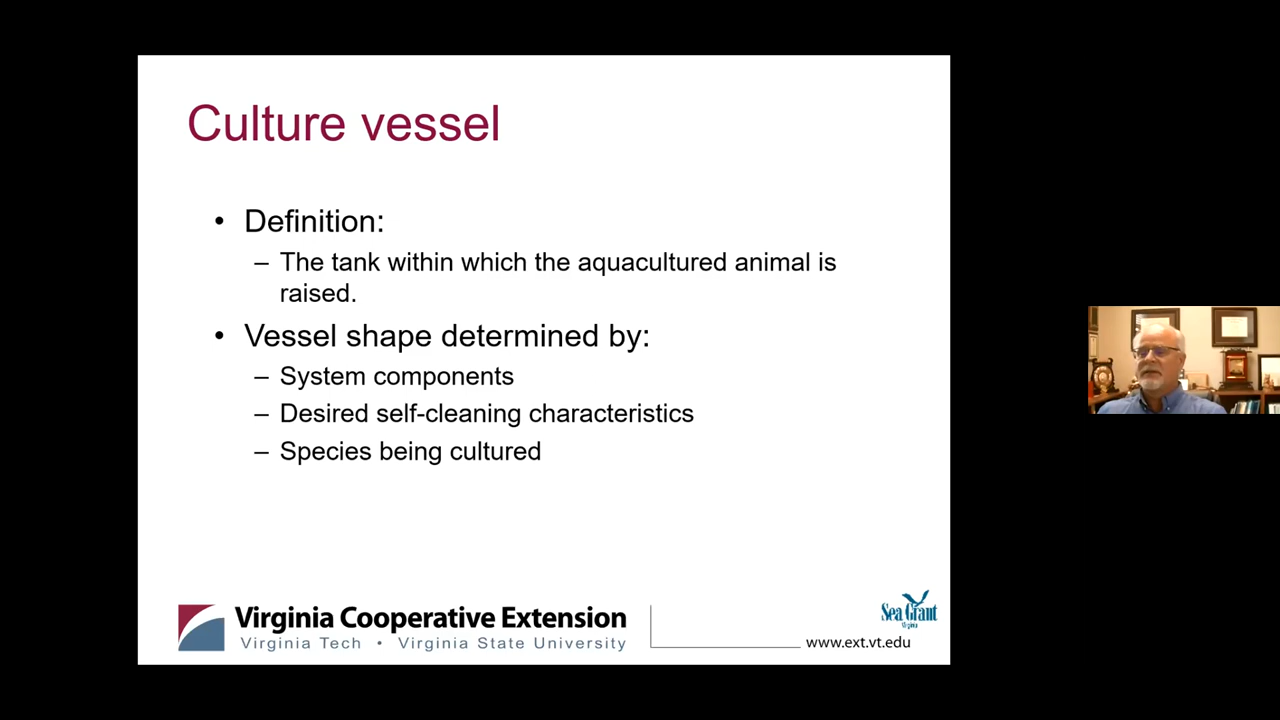 Culture vessel
• Definition:
– The tank within which the aquacultured animal is
raised.
• Vessel shape determined by:
– System components
– Desired self-cleaning characteristics
– Species being cultured
Virginia Cooperative Extension
Virginia Tech • Virginia State University
Sea Grant
Virginia
www.ext.vt.edu